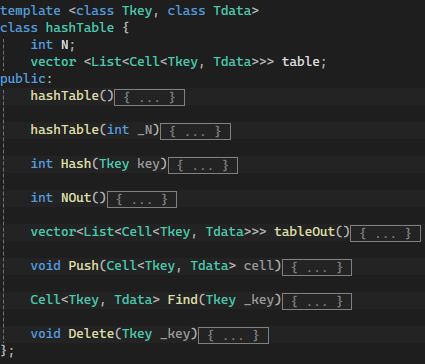 template <class Tkey, class Tdata>
class hashTable {
int N;
vector <List<Cell<Tkey, Tdata>>> table;
public:
hashTable(){ ... }
hashTable(int _N){ ... }
int Hash(Tkey key){ ... }
int NOut(){ ... }
vector<List<Cell<Tkey, Tdata>>> tableOut(){ ... }
void Push(Cell<Tkey, Tdata> cell){ ... }
Cell<Tkey, Tdata> Find(Tkey _key){ ... }
void Delete(Tkey _key){ ... }
};